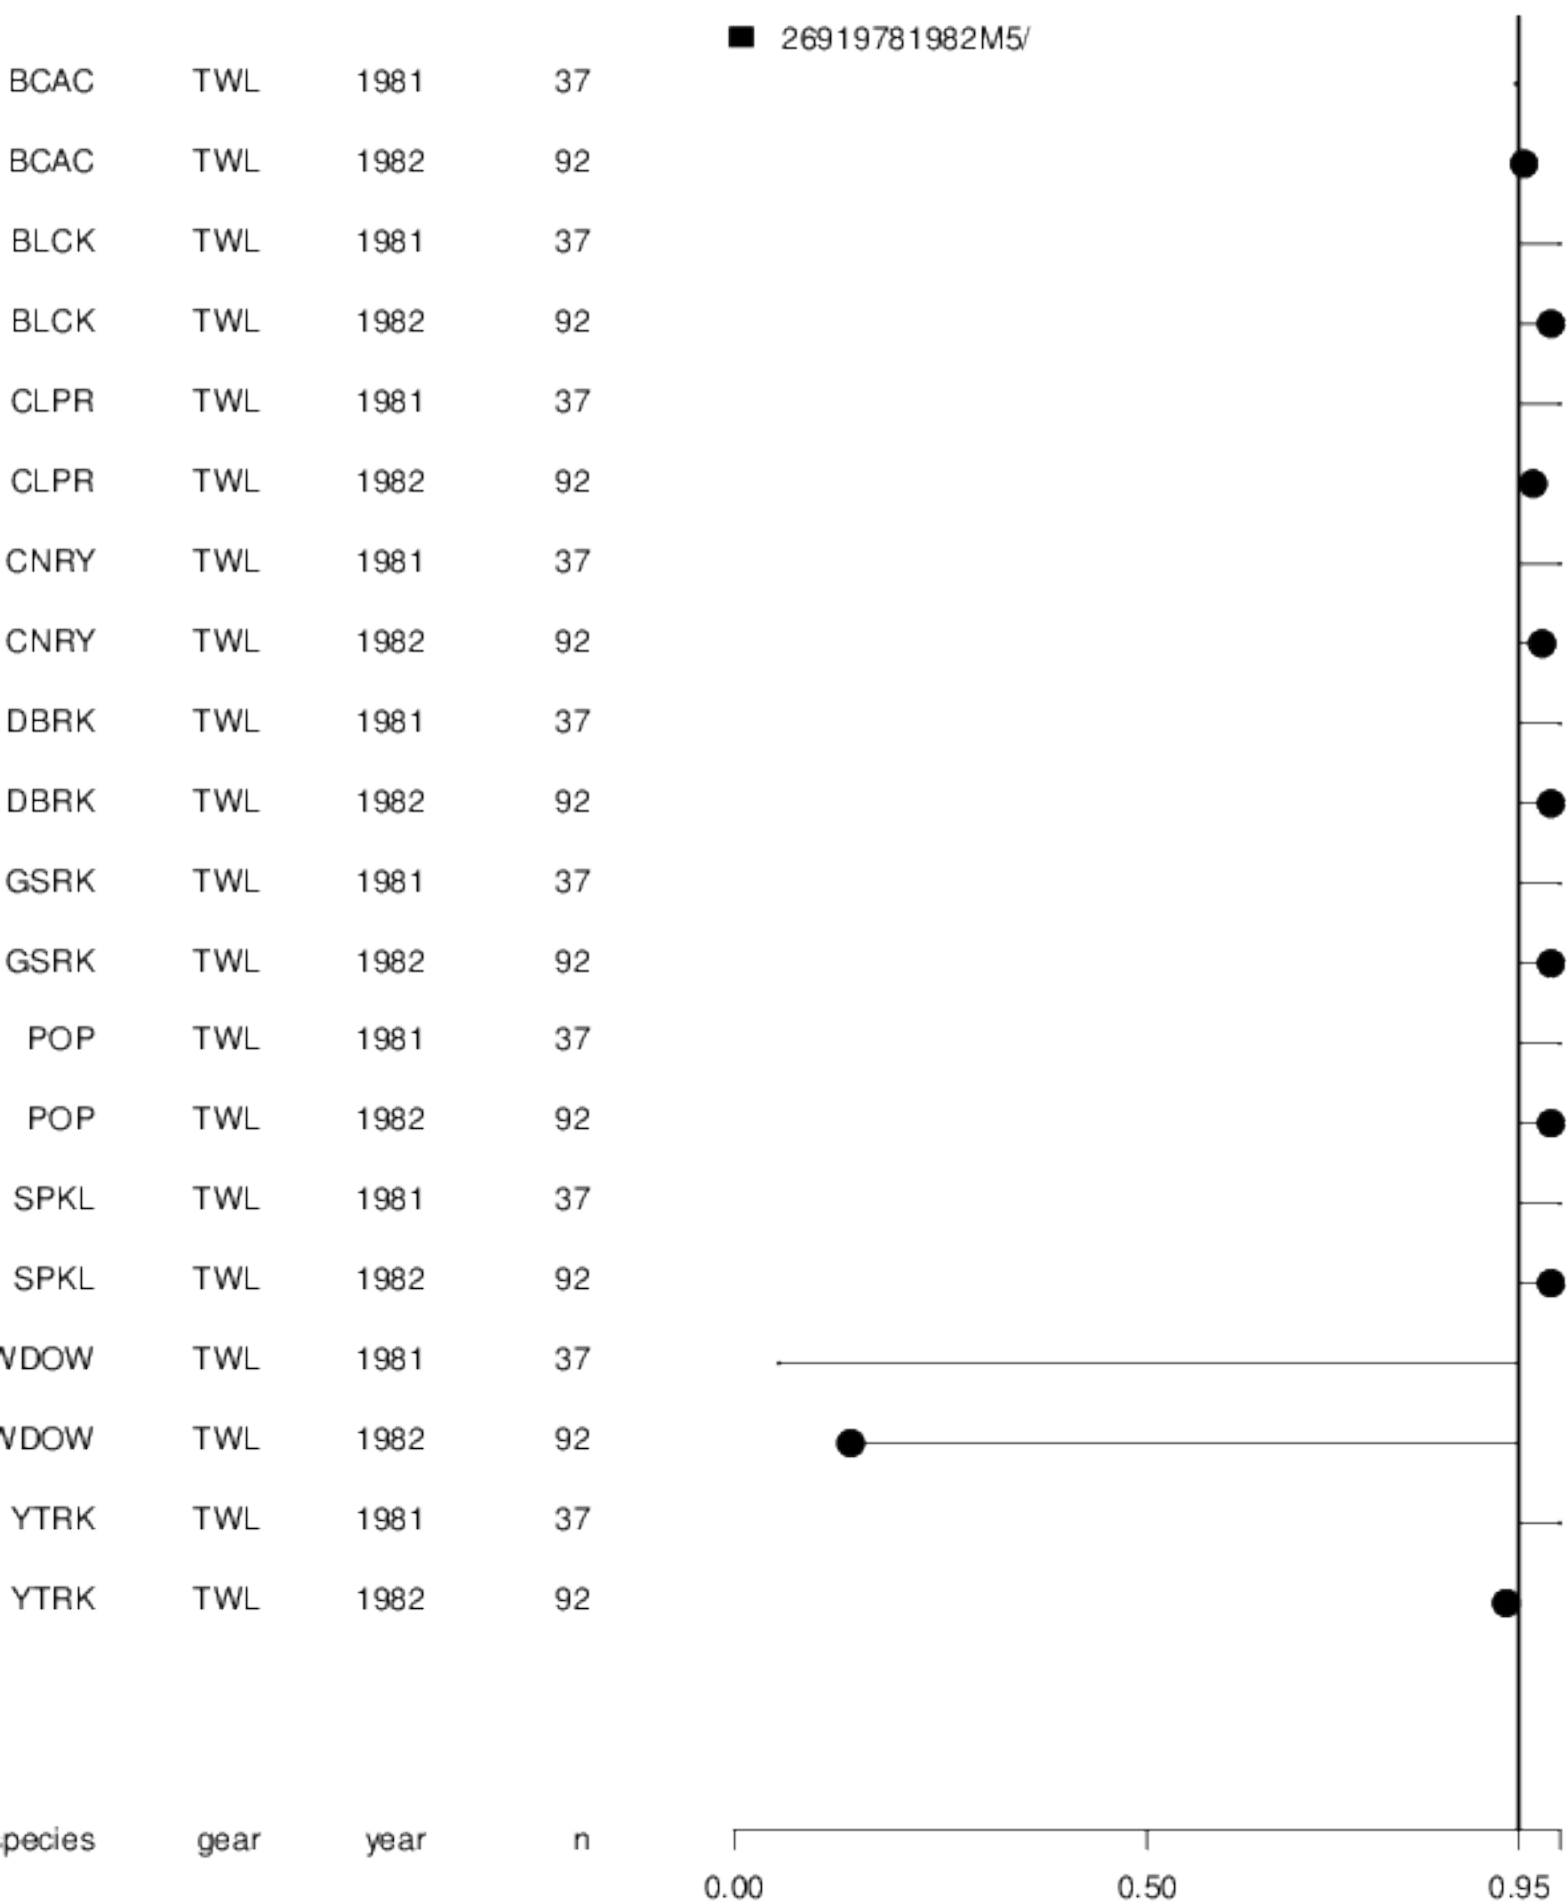 26919781982M5/
BCAC TWL 1981 37
BCAC TWL 1982 92
BLCK TWL 1981 37
BLCK TWL 1982 92
CLPR TWL 1981 37
CLPR TWL 1982 92
CNRY TWL 1981 37
CNRY TWL 1982 92
DBRK TWL 1981 37
DBRK TWL 1982 92
GSRK TWL 1981 37
GSRK TWL 1982 92
POP TWL 1981 37
POP TWL 1982 92
SPKL TWL 1981 37
SPKL TWL 1982 92
WDOW TWL 1981 37
WDOW TWL 1982 92
YTRK TWL 1981 37
YTRK TWL 1982 92
pecies gear year n
0.00 0.50 0.95